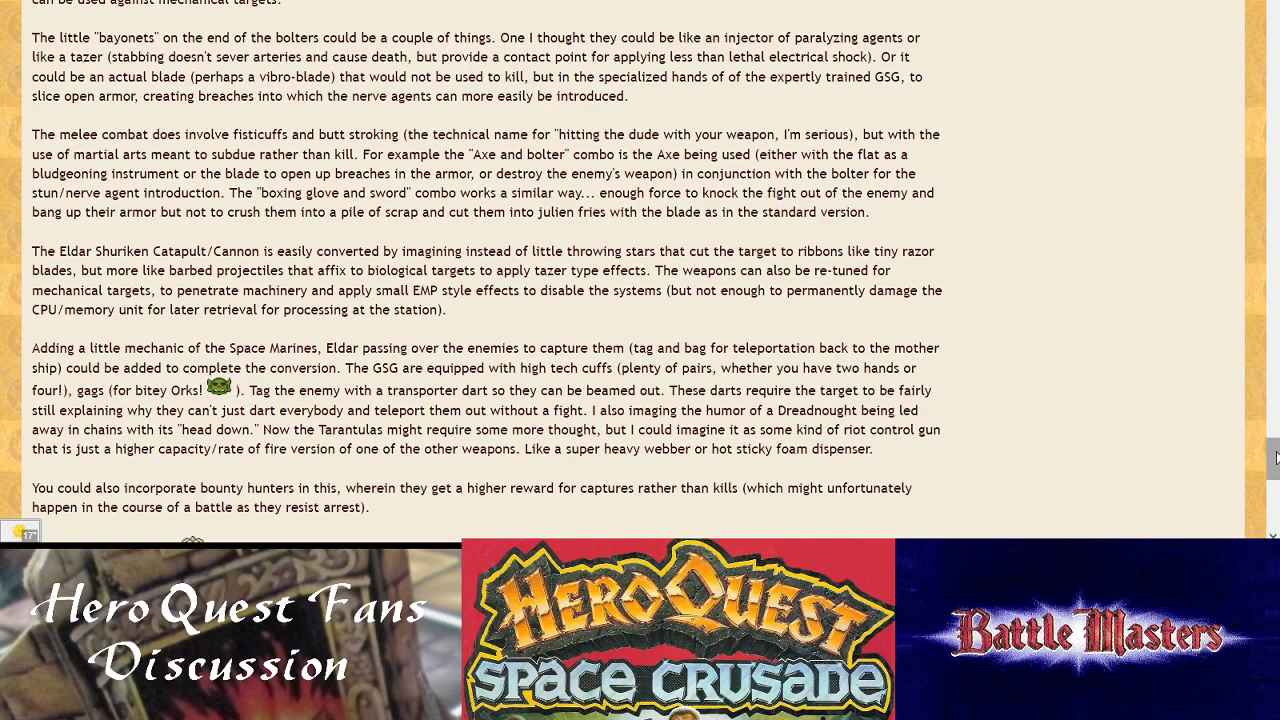 can be used against mechanical targets.
The little "bayonets" on the end of the bolters could be a couple of things. One I thought they could be like an injector of paralyzing agents or
like a tazer (stabbing doesn't sever arteries and cause death, but provide a contact point for applying less than lethal electrical shock). Or it
could be an actual blade (perhaps a vibro-blade) that would not be used to kill, but in the specialized hands of of the expertly trained GSG, to
slice open armor, creating breaches into which the nerve agents can more easily be introduced.
The melee combat does involve fisticuffs and butt stroking (the technical name for "hitting the dude with your weapon, I'm serious), but with the
use of martial arts meant to subdue rather than kill. For example the "Axe and bolter" combo is the Axe being used (either with the flat as a
bludgeoning instrument or the blade to open up breaches in the armor, or destroy the enemy's weapon) in conjunction with the bolter for the
stun/nerve agent introduction. The "boxing glove and sword" combo works a similar way... enough force to knock the fight out of the enemy and
bang up their armor but not to crush them into a pile of scrap and cut them into julien fries with the blade as in the standard version.
The Eldar Shuriken Catapult/Cannon is easily converted by imagining instead of little throwing stars that cut the target to ribbons like tiny razor
blades, but more like barbed projectiles that affix to biological targets to apply tazer type effects. The weapons can also be re-tuned for
mechanical targets, to penetrate machinery and apply small EMP style effects to disable the systems (but not enough to permanently damage the
CPU/memory unit for later retrieval for processing at the station).
Adding a little mechanic of the Space Marines, Eldar passing over the enemies to capture them (tag and bag for teleportation back to the mother
ship) could be added to complete the conversion. The GSG are equipped with high tech cuffs (plenty of pairs, whether you have two hands or
four!), gags (for bitey Orks! ). Tag the enemy with a transporter dart so they can be beamed out. These darts require the target to be fairly
still explaining why they can't just dart everybody and teleport them out without a fight. I also imaging the humor of a Dreadnought being led
away in chains with its "head down." Now the Tarantulas might require some more thought, but I could imagine it as some kind of riot control gun
that is just a higher capacity/rate of fire version of one of the other weapons. Like a super heavy webber or hot sticky foam dispenser.
You could also incorporate bounty hunters in this, wherein they get a higher reward for captures rather than kills (which might unfortunately
happen in the course of a battle as they resist arrest).
17°
HeroQuest Fans
Discussion
HeroQuest
Space Crusade
Battle Masters